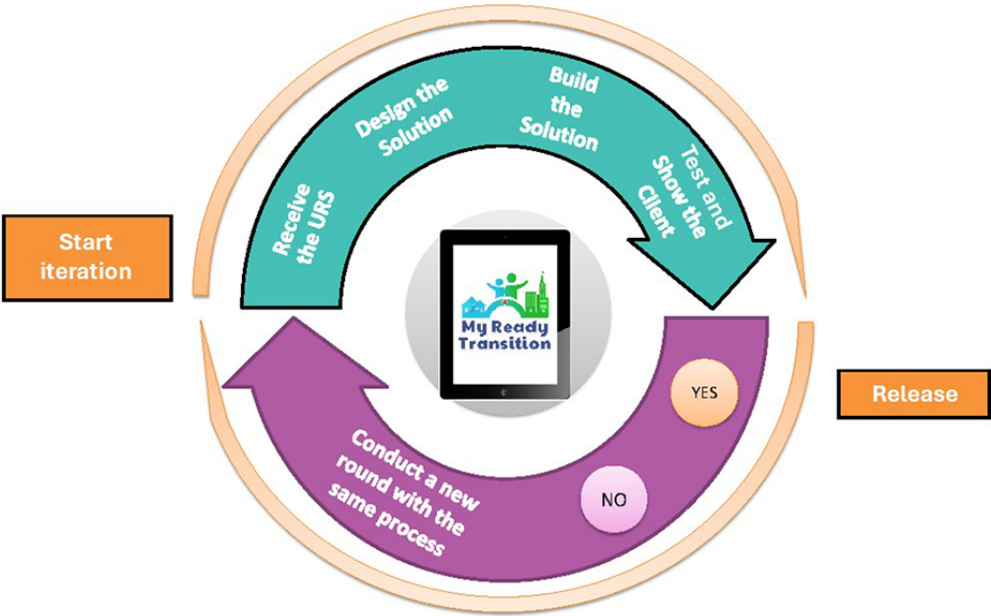 Start
iteration
Receive
the URS
Design the
Solution
Build
the
Solution
Test and
Show the
Client
My Ready
Transition
YES
Release
NO
Conduct a new
round with the
same process